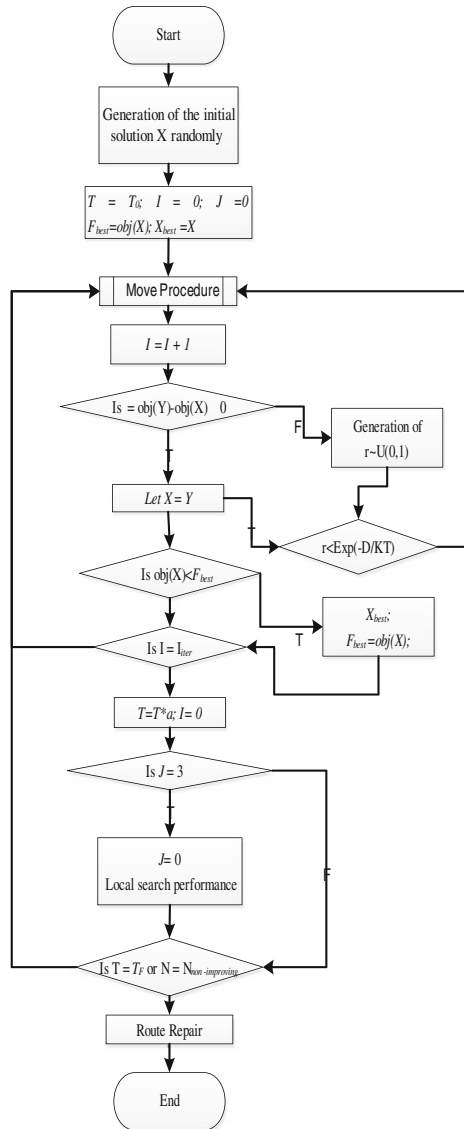 Start
Generation of the initial
solution X randomly
T = T0; I = 0; J =0
Fbest=obj(X); Xbest =X
Move Procedure
I = I + 1
Is = obj(Y)-obj(X) 0
F
Generation of
r~U(0,1)
T
Let X = Y
T
r<Exp(-D/KT)
Is obj(X)<Fbest
T
Xbest;
Fbest=obj(X);
Is I = Iiter
T=T*a; I= 0
Is J = 3
T
F
J= 0
Local search performance
Is T = TF or N = Nnon-improving
Route Repair
End